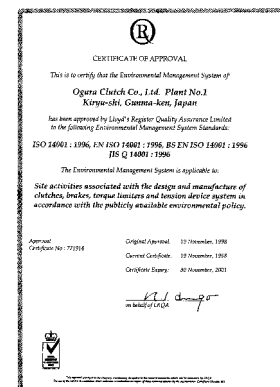 CERTIFICATE OF APPROVAL
This is to certify that the Environmental Management System of
Ogura Clutch Co., Ltd. Plant No.1
Kiryu-shi, Gunma-ken, Japan
has been approved by Lloyd's Register Quality Assurance Limited
to the following Environmental Management System Standards:
ISO 14001 : 1996, EN ISO 14001 : 1996, BS EN ISO 14001 : 1996
JIS Q 14001 : 1996
The Environmental Management System is applicable to:
Site activities associated with the design and manufacture of
clutches, brakes, torque limiters and tension device system in
accordance with the publicly available environmental policy.
Approval
Certificate No : 771916
Original Approval: 19 November, 1998
Current Certificate: 19 November, 1998
Certificate Expiry: 30 November, 2001
on behalf of LRQA